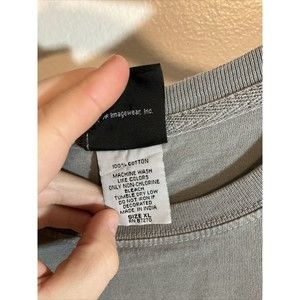 Imagewear, Inc.
100% COTTON
MACHINE WASH
LIKE COLORS
ONLY NON CHLORINE
BLEACH
TUMBLE DRY LOW
DO NOT IRON IF
DECORATED
MADE IN INDIA
SIZE XL